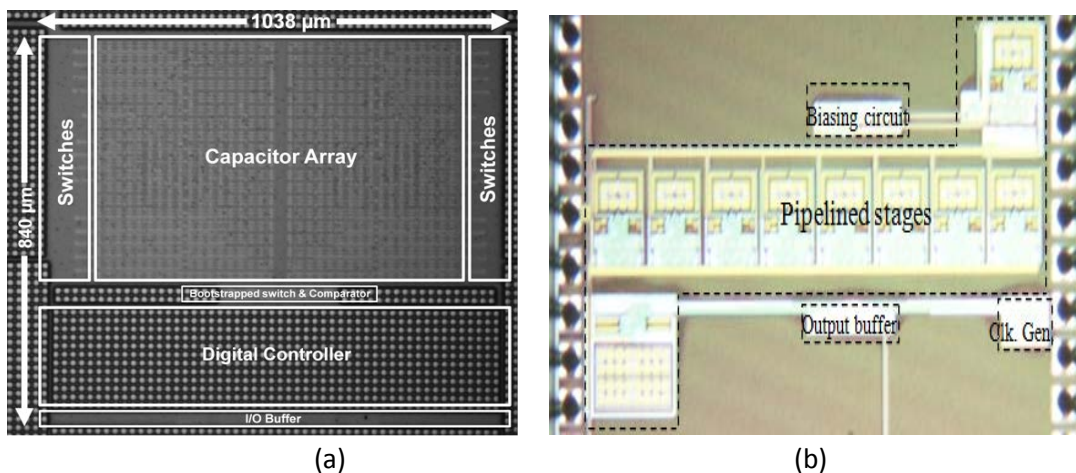 1038 µm
840 µm
Switches
Capacitor Array
Switches
Bootstrapped switch & Comparator
Digital Controller
I/O Buffer
(a)
Biasing circuit
Pipelined stages
Output buffer
Clk. Gen
(b)